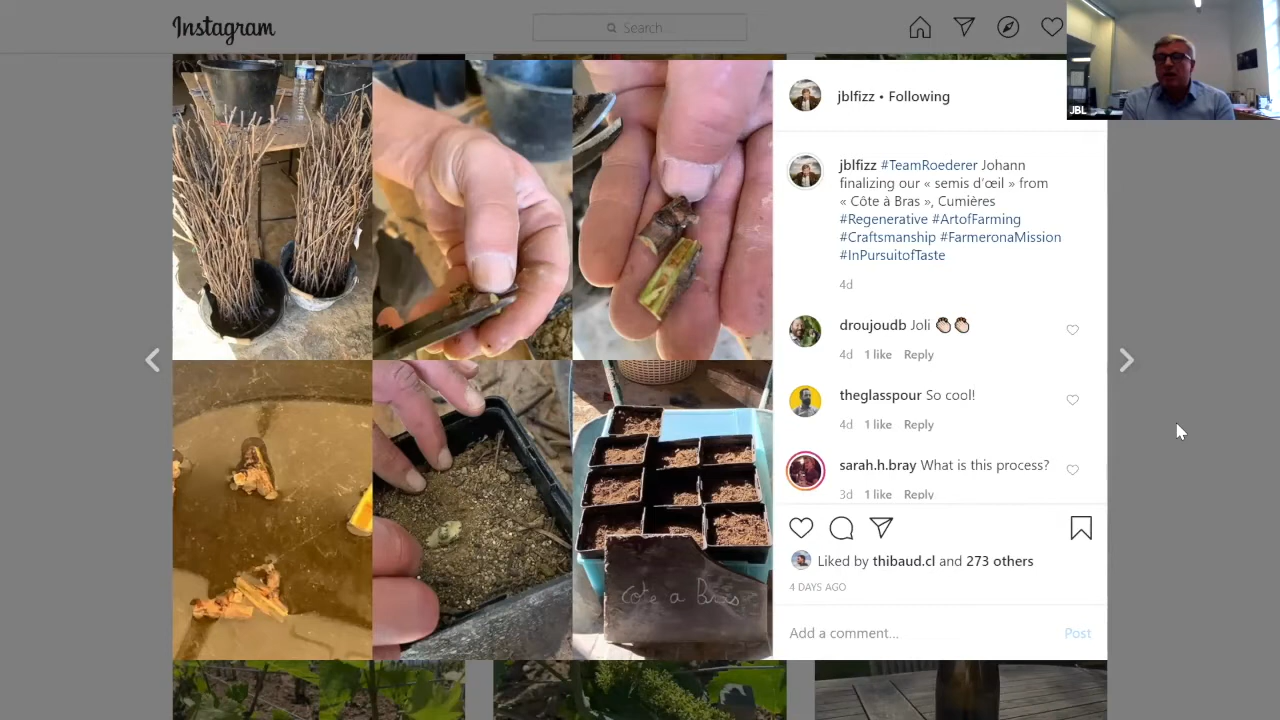 Instagram
Search
JBL
jblfizz • Following
jblfizz #TeamRoederer Johann
finalizing our « semis d’œil » from
« Côte à Bras », Cumières
#Regenerative #ArtofFarming
#Craftsmanship #FarmeronaMission
#InPursuitofTaste
4d
droujoudb Joli 👏🏻👏🏻
4d 1 like Reply
theglasspour So cool!
4d 1 like Reply
sarah.h.bray What is this process?
3d 1 like Reply
Liked by thibaud.cl and 273 others
4 DAYS AGO
Add a comment... Post
Cote a Bras